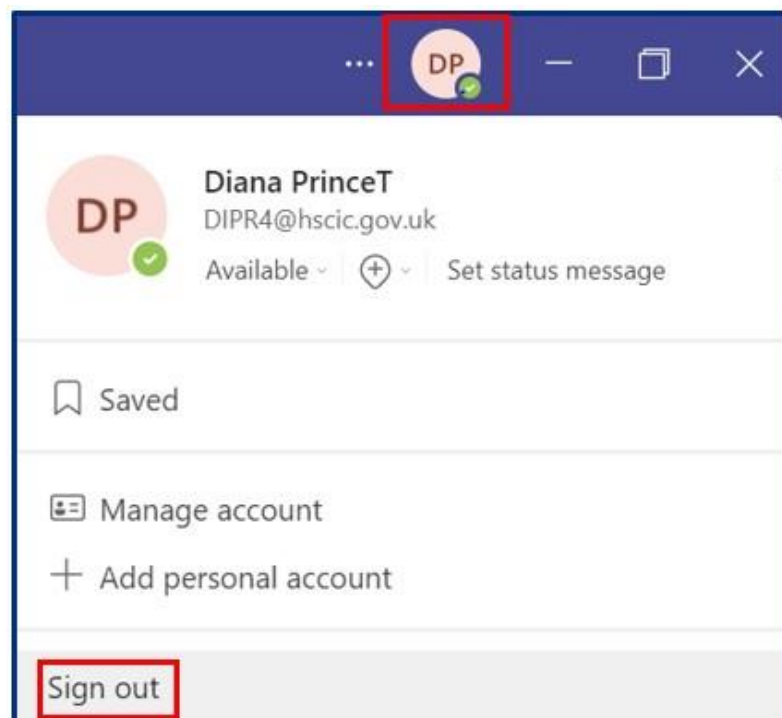 DP
DP
Diana PrinceT
DIPR4@hscic.gov.uk
Available Set status message
Saved
Manage account
Add personal account
Sign out